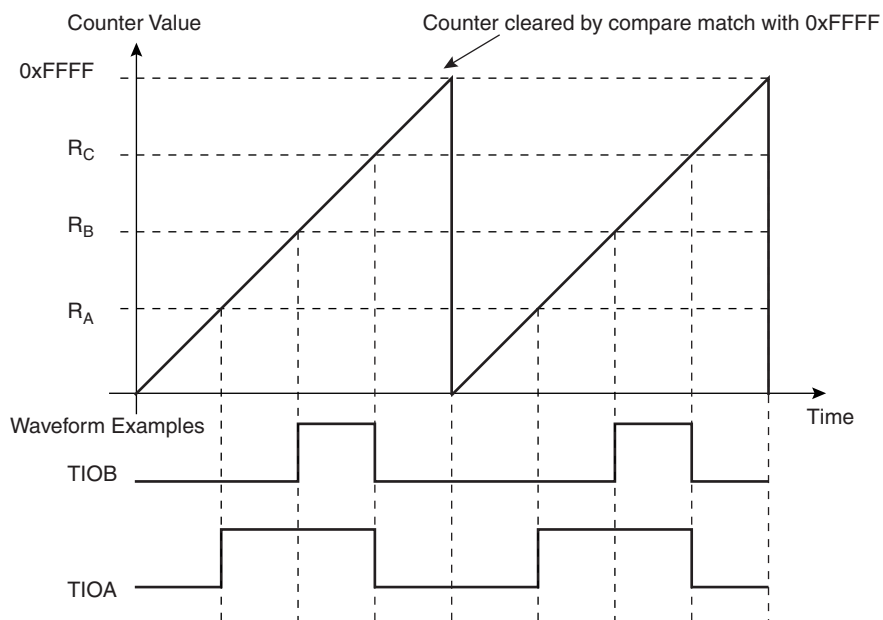 Counter Value
Counter cleared by compare match with 0xFFFF
0xFFFF
R_C
R_B
R_A
Time
Waveform Examples
TIOB
TIOA